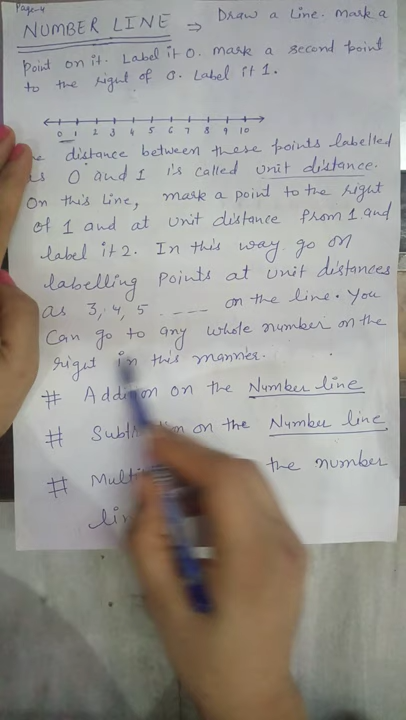 Page-4
NUMBER LINE ⇒ Draw a Line. Mark a
Point on it. Label it 0. mark a second point
to the right of 0. Label it 1.
0 1 2 3 4 5 6 7 8 9 10
distance between these points labelled
0 and 1 is called unit distance.
On this Line, mark a point to the right
of 1 and at unit distance from 1 and
label it 2. In this way go on
labelling Points at unit distances
as 3, 4, 5 ---- on the line. You
Can go to any whole number on the
right in this manner.
# on the Number line
# on the Number line
# the number